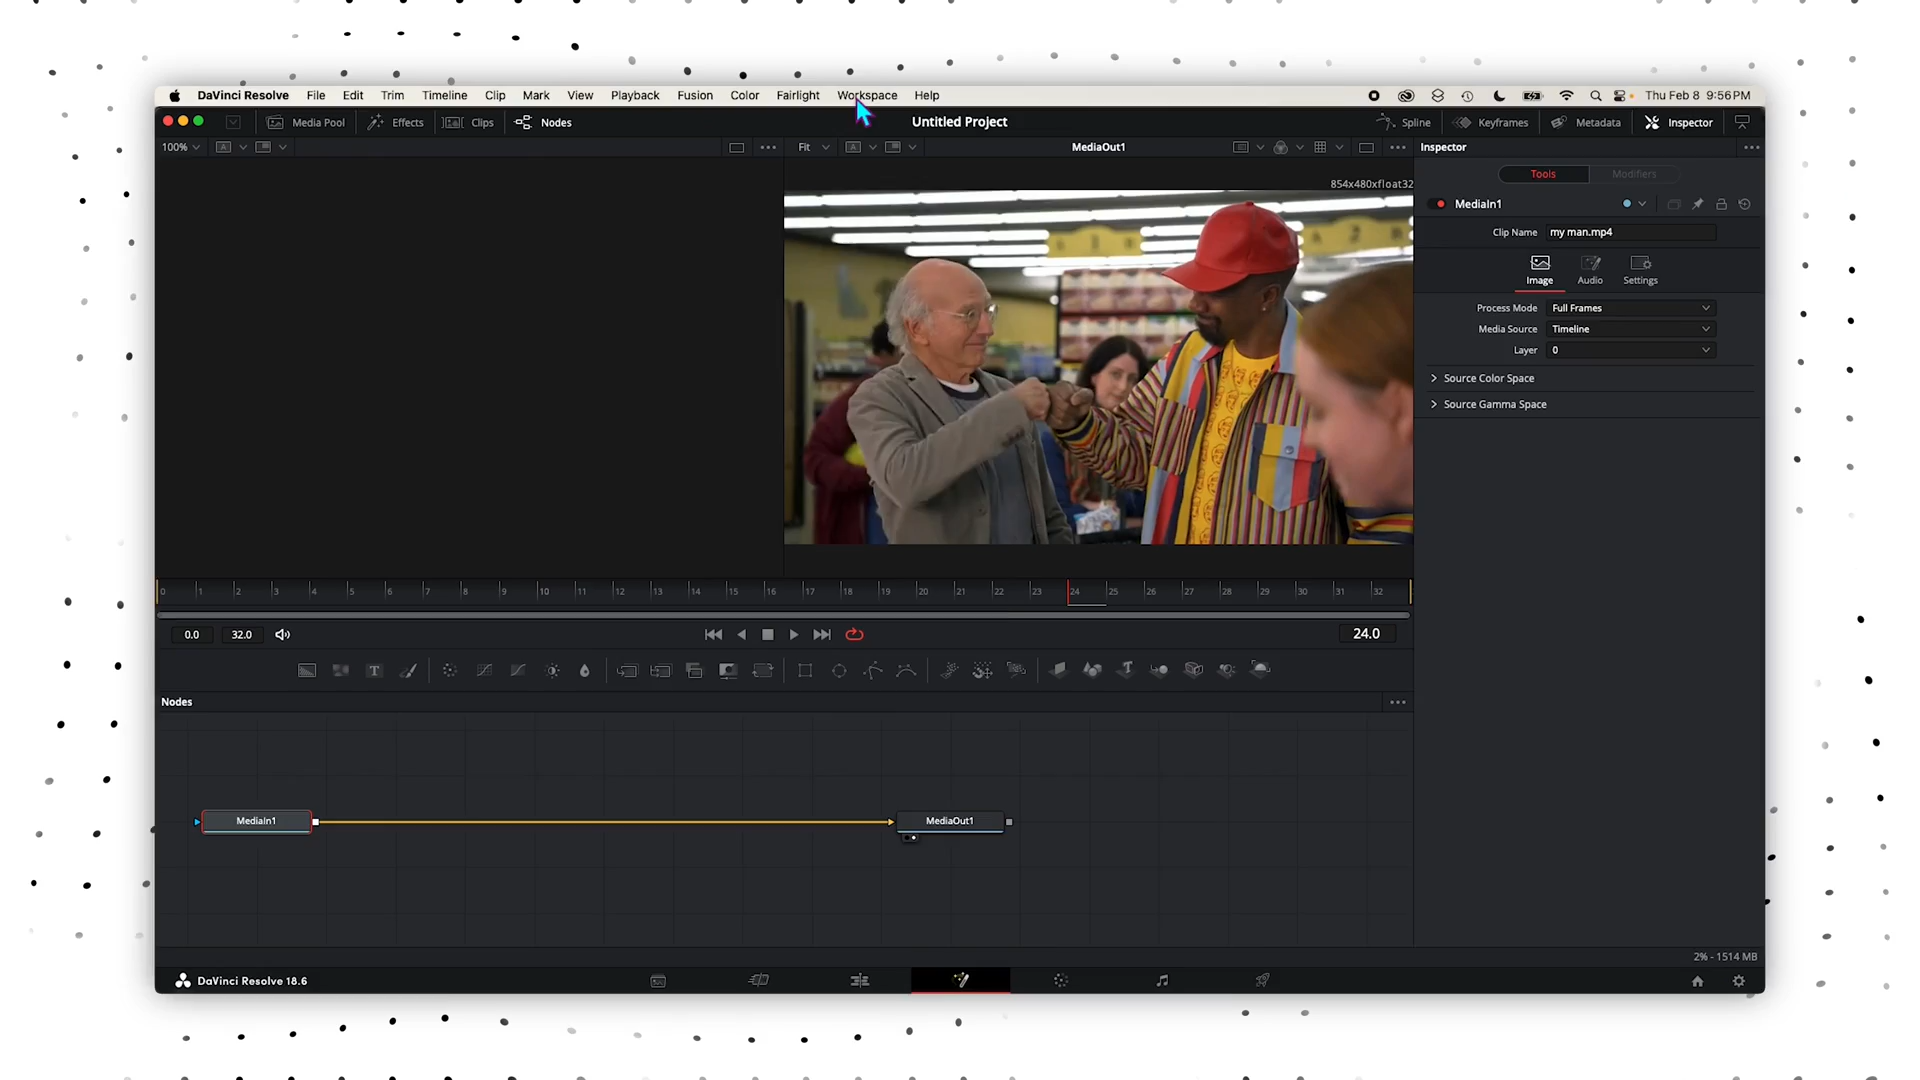 DaVinci Resolve File Edit Trim Timeline Clip Mark View Playback Fusion Color Fairlight Workspace Help Thu Feb 8 9:56 PM
Media Pool Effects Clips Nodes Untitled Project Spline Keyframes Metadata Inspector
100% Fit MediaOut1 Inspector
854x480xfloat32
Tools Modifiers
MediaIn1
Clip Name my man.mp4
Image Audio Settings
Process Mode Full Frames
Media Source Timeline
Layer 0
Source Color Space
Source Gamma Space
0 1 2 3 4 5 6 7 8 9 10 11 12 13 14 15 16 17 18 19 20 21 22 23 24 25 26 27 28 29 30 31 32
0.0 32.0 24.0
Nodes
MediaIn1 MediaOut1
2% - 1514 MB
DaVinci Resolve 18.6